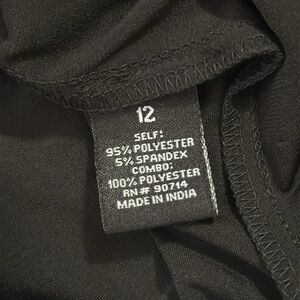 12
SELF:
95% POLYESTER
5% SPANDEX
COMBO:
100% POLYESTER
RN# 90714
MADE IN INDIA